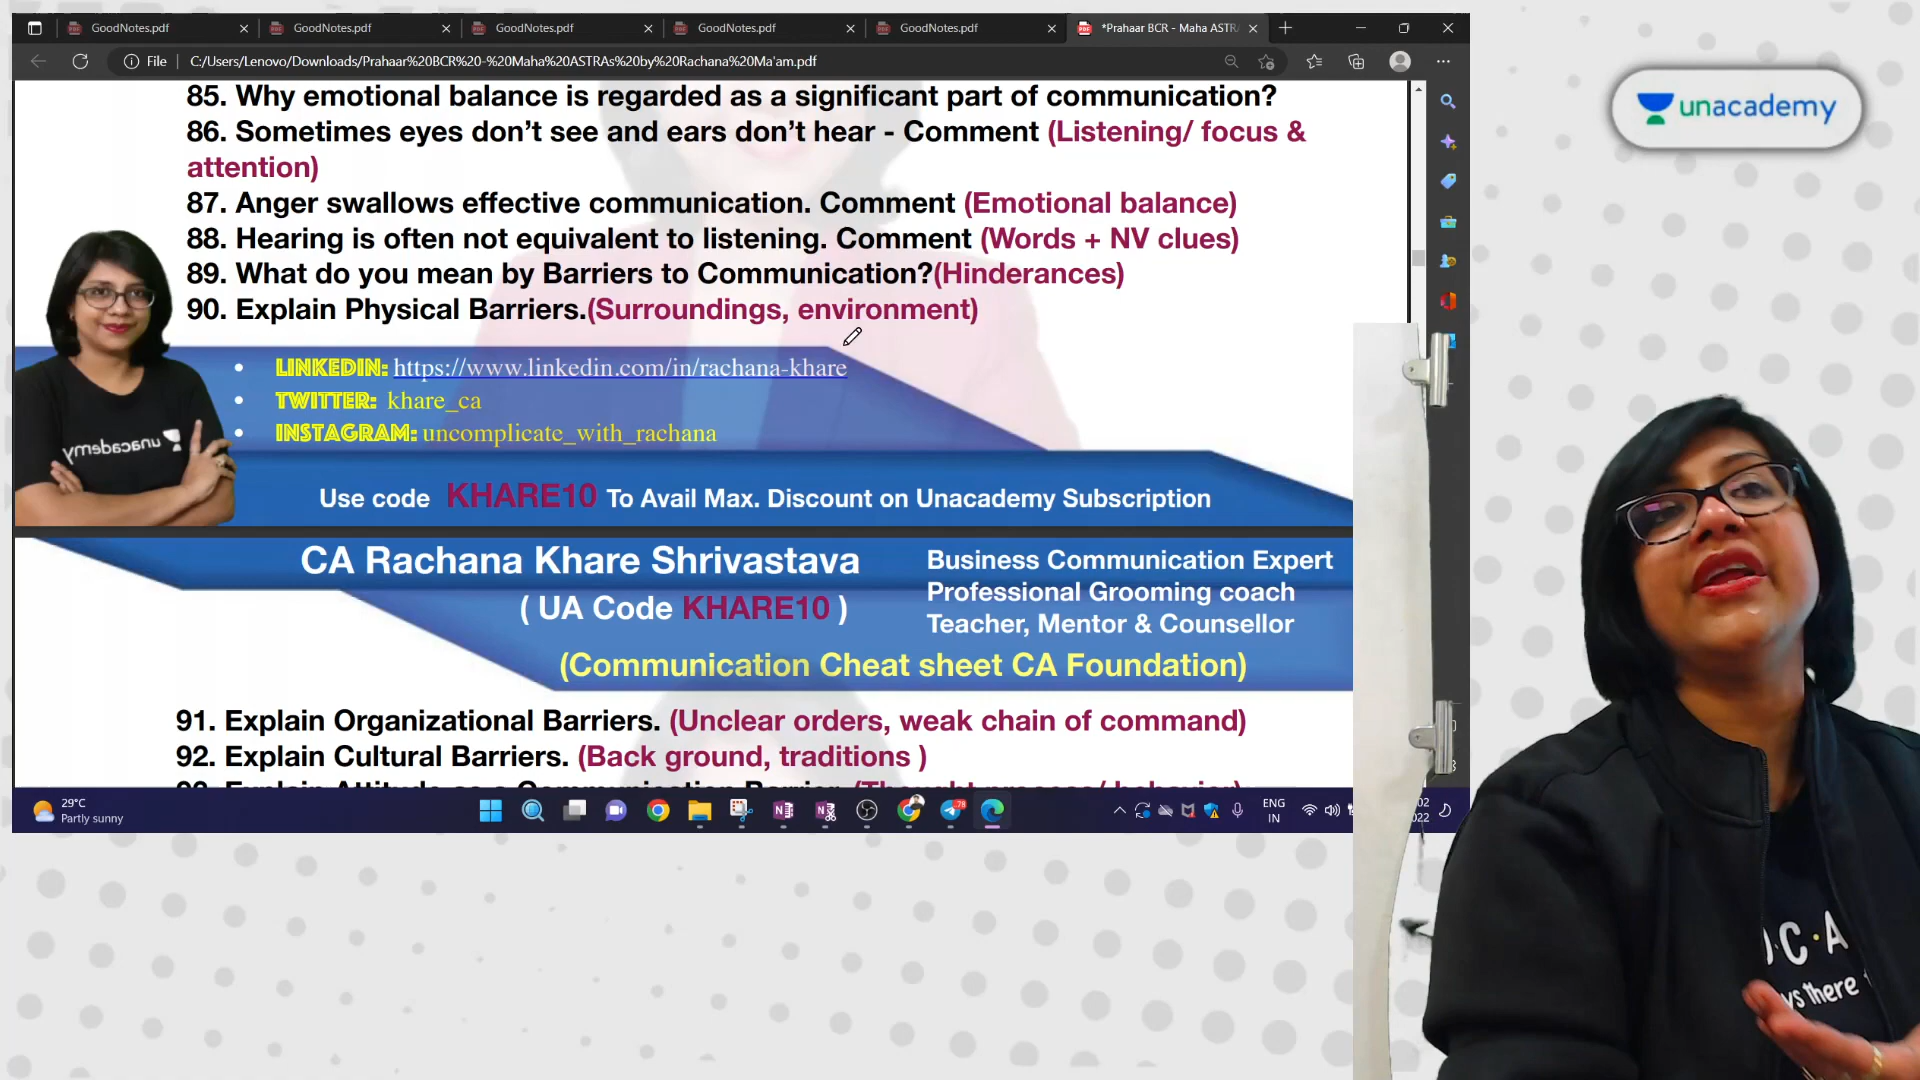 GoodNotes.pdf
GoodNotes.pdf
GoodNotes.pdf
GoodNotes.pdf
GoodNotes.pdf
*Prahaar BCR - Maha ASTR
File
C:/Users/Lenovo/Downloads/Prahaar%20BCR%20-%20Maha%20ASTRAs%20by%20Rachana%20Ma'am.pdf
unacademy
85. Why emotional balance is regarded as a significant part of communication?
86. Sometimes eyes don't see and ears don't hear - Comment (Listening/ focus &
attention)
87. Anger swallows effective communication. Comment (Emotional balance)
88. Hearing is often not equivalent to listening. Comment (Words + NV clues)
89. What do you mean by Barriers to Communication?(Hinderances)
90. Explain Physical Barriers.(Surroundings, environment)
unacademy
• LINKEDIN: https://www.linkedin.com/in/rachana-khare
• TWITTER: khare_ca
• INSTAGRAM: uncomplicate_with_rachana
Use code KHARE10 To Avail Max. Discount on Unacademy Subscription
CA Rachana Khare Shrivastava
( UA Code KHARE10 )
Business Communication Expert
Professional Grooming coach
Teacher, Mentor & Counsellor
(Communication Cheat sheet CA Foundation)
91. Explain Organizational Barriers. (Unclear orders, weak chain of command)
92. Explain Cultural Barriers. (Back ground, traditions )
29°C
Partly sunny
78
ENG
IN
02
022
C·A
there